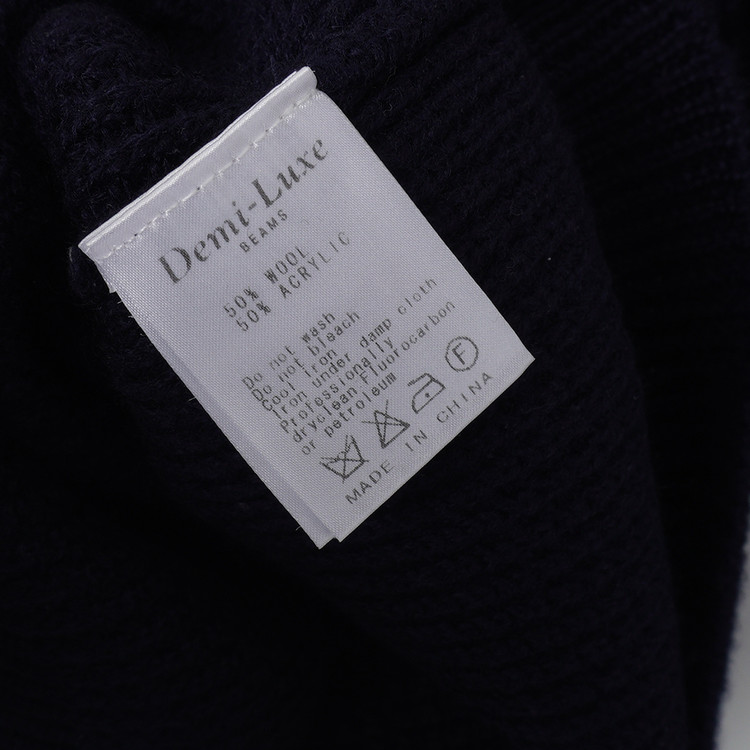 Demi-Luxe
BEAMS
50% WOOL
50% ACRYLIC
Do not wash
Do not bleach
Cool Iron
Iron under damp cloth
Professionally
dryclean Fluorocarbon
or petroleum
F
MADE IN CHINA